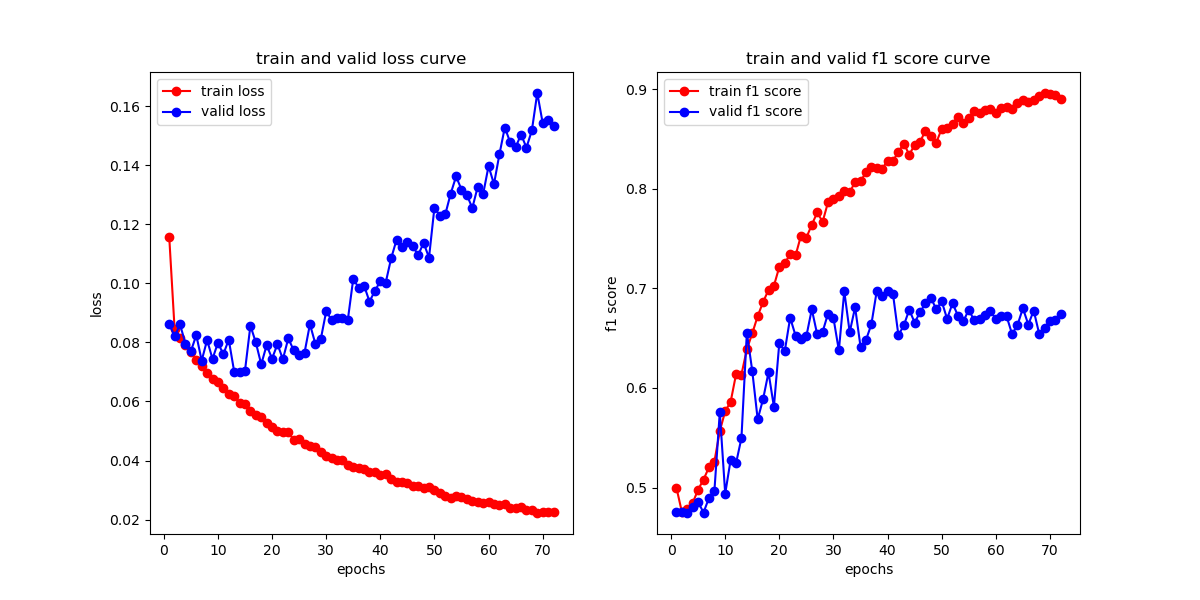 train and valid loss curve
train loss
valid loss
0.16
0.14
0.12
0.10
0.08
0.06
0.04
0.02
loss
0 10 20 30 40 50 60 70
epochs
train and valid f1 score curve
train f1 score
valid f1 score
0.9
0.8
0.7
0.6
0.5
f1 score
0 10 20 30 40 50 60 70
epochs